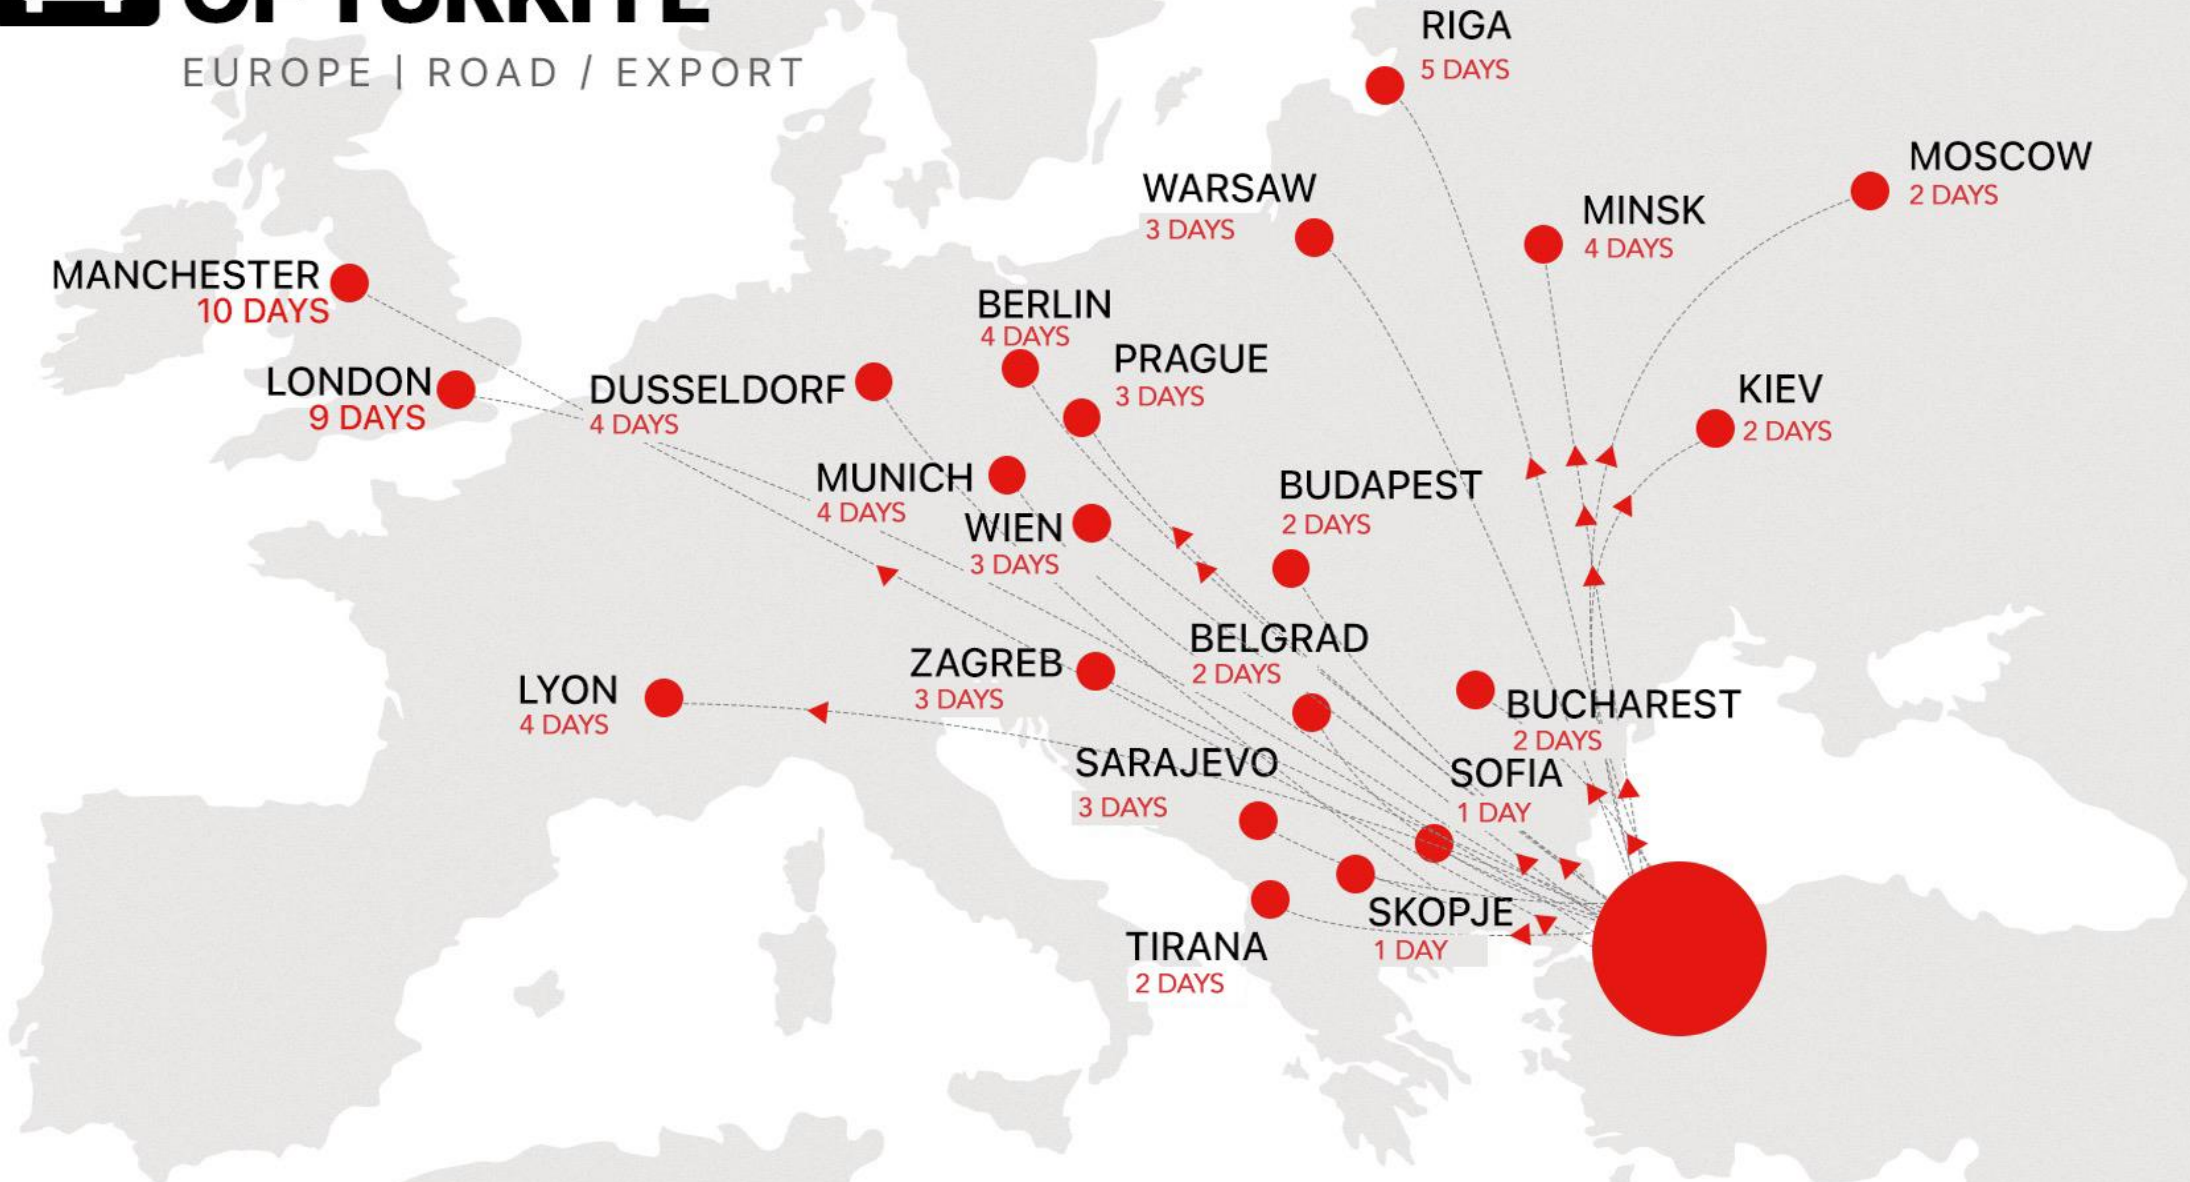 OF TÜRKİYE
EUROPE | ROAD / EXPORT
RIGA
5 DAYS
MOSCOW
2 DAYS
WARSAW
3 DAYS
MINSK
4 DAYS
MANCHESTER
10 DAYS
BERLIN
4 DAYS
PRAGUE
3 DAYS
LONDON
9 DAYS
DUSSELDORF
4 DAYS
KIEV
2 DAYS
MUNICH
4 DAYS
BUDAPEST
2 DAYS
WIEN
3 DAYS
BELGRAD
2 DAYS
ZAGREB
3 DAYS
LYON
4 DAYS
BUCHAREST
2 DAYS
SARAJEVO
3 DAYS
SOFIA
1 DAY
SKOPJE
1 DAY
TIRANA
2 DAYS